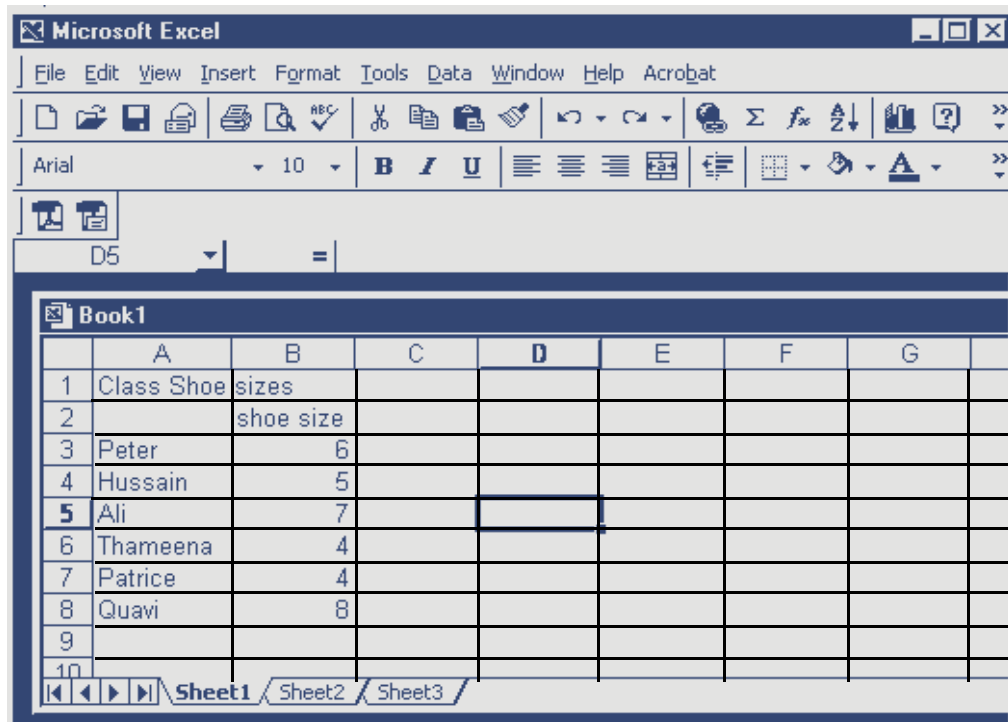 Microsoft Excel
File Edit View Insert Format Tools Data Window Help Acrobat
ABC Σ fx A Z ?
Arial 10 B I U a A
D5 =
Book1
A B C D E F G
1 Class Shoe sizes
2 shoe size
3 Peter 6
4 Hussain 5
5 Ali 7
6 Thameena 4
7 Patrice 4
8 Quavi 8
9
10
Sheet1 Sheet2 Sheet3